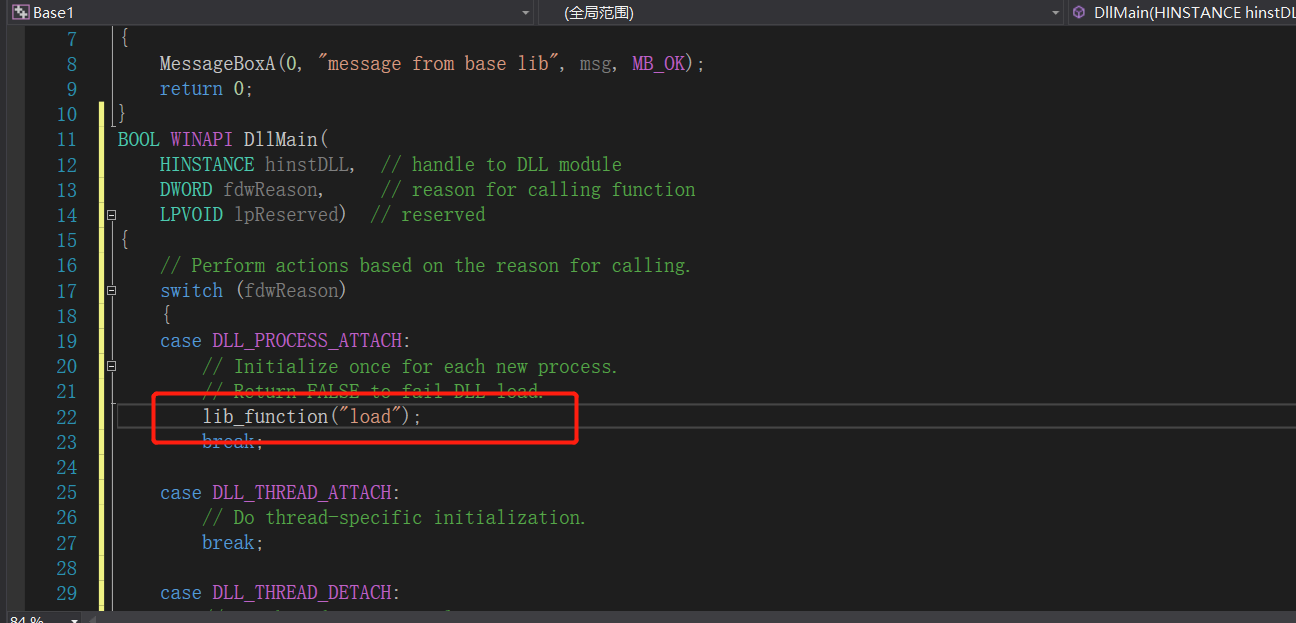 Base1 (全局范围) DllMain(HINSTANCE hinstDL
7 {
8 MessageBoxA(0, "message from base lib", msg, MB_OK);
9 return 0;
10 }
11 BOOL WINAPI DllMain(
12 HINSTANCE hinstDLL, // handle to DLL module
13 DWORD fdwReason, // reason for calling function
14 LPVOID lpReserved) // reserved
15 {
16 // Perform actions based on the reason for calling.
17 switch (fdwReason)
18 {
19 case DLL_PROCESS_ATTACH:
20 // Initialize once for each new process.
21 // Return FALSE to fail DLL load.
22 lib_function("load");
23 break;
24
25 case DLL_THREAD_ATTACH:
26 // Do thread-specific initialization.
27 break;
28
29 case DLL_THREAD_DETACH:
84 %